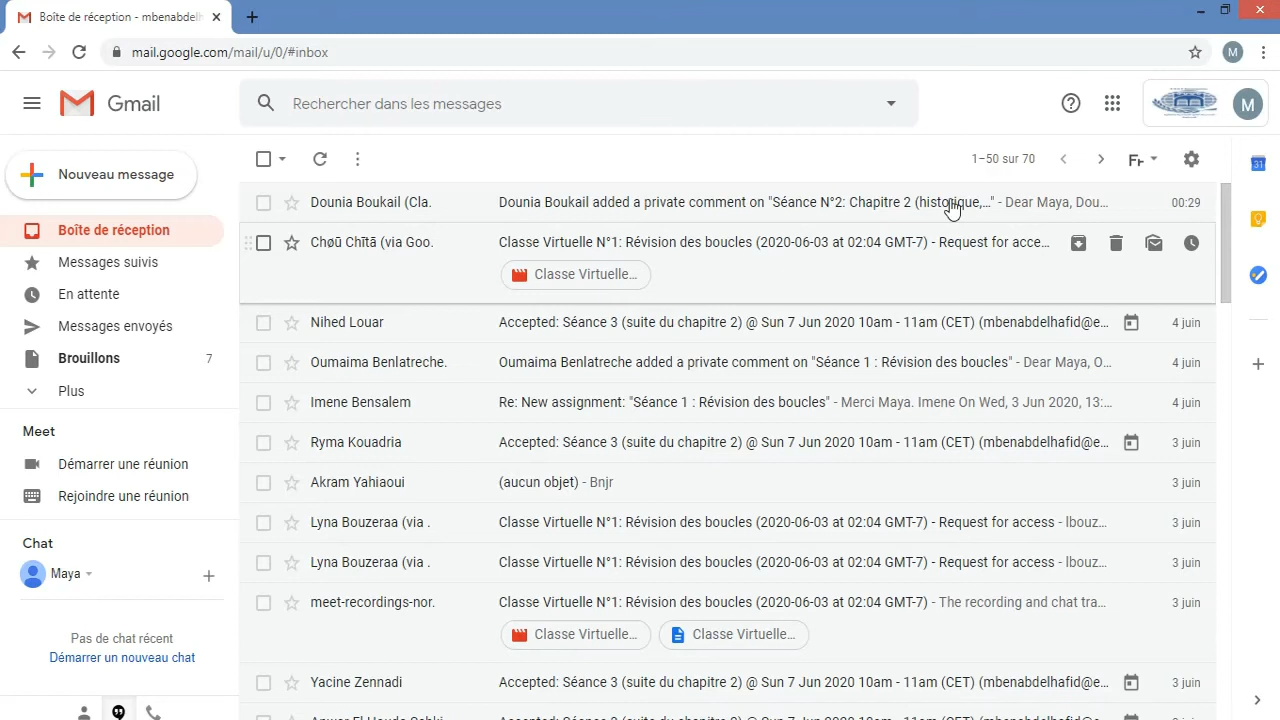 Boîte de réception - mbenabdelh
mail.google.com/mail/u/0/#inbox
M
Gmail
Rechercher dans les messages
M
Nouveau message
1–50 sur 70
Fr
31
Boîte de réception
Messages suivis
En attente
Messages envoyés
Brouillons 7
Plus
Meet
Démarrer une réunion
Rejoindre une réunion
Chat
Maya
Pas de chat récent
Démarrer un nouveau chat
Dounia Boukail (Cla. Dounia Boukail added a private comment on "Séance N°2: Chapitre 2 (historique,..." - Dear Maya, Dou... 00:29
Chøū Chîtā (via Goo. Classe Virtuelle N°1: Révision des boucles (2020-06-03 at 02:04 GMT-7) - Request for acce...
Classe Virtuelle...
Nihed Louar Accepted: Séance 3 (suite du chapitre 2) @ Sun 7 Jun 2020 10am - 11am (CET) (mbenabdelhafid@e... 4 juin
Oumaima Benlatreche. Oumaima Benlatreche added a private comment on "Séance 1 : Révision des boucles" - Dear Maya, O... 4 juin
Imene Bensalem Re: New assignment: "Séance 1 : Révision des boucles" - Merci Maya. Imene On Wed, 3 Jun 2020, 13:... 4 juin
Ryma Kouadria Accepted: Séance 3 (suite du chapitre 2) @ Sun 7 Jun 2020 10am - 11am (CET) (mbenabdelhafid@e... 3 juin
Akram Yahiaoui (aucun objet) - Bnjr 3 juin
Lyna Bouzeraa (via . Classe Virtuelle N°1: Révision des boucles (2020-06-03 at 02:04 GMT-7) - Request for access - lbouz... 3 juin
Lyna Bouzeraa (via . Classe Virtuelle N°1: Révision des boucles (2020-06-03 at 02:04 GMT-7) - Request for access - lbouz... 3 juin
meet-recordings-nor. Classe Virtuelle N°1: Révision des boucles (2020-06-03 at 02:04 GMT-7) - The recording and chat tra... 3 juin
Classe Virtuelle... Classe Virtuelle...
Yacine Zennadi Accepted: Séance 3 (suite du chapitre 2) @ Sun 7 Jun 2020 10am - 11am (CET) (mbenabdelhafid@e... 3 juin